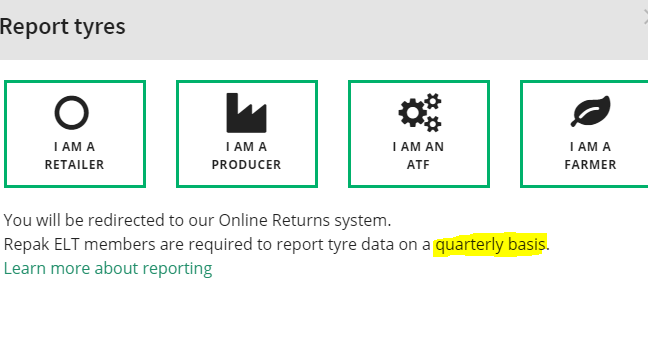 Report tyres
I AM A
RETAILER
I AM A
PRODUCER
I AM AN
ATF
I AM A
FARMER
You will be redirected to our Online Returns system.
Repak ELT members are required to report tyre data on a quarterly basis.
Learn more about reporting